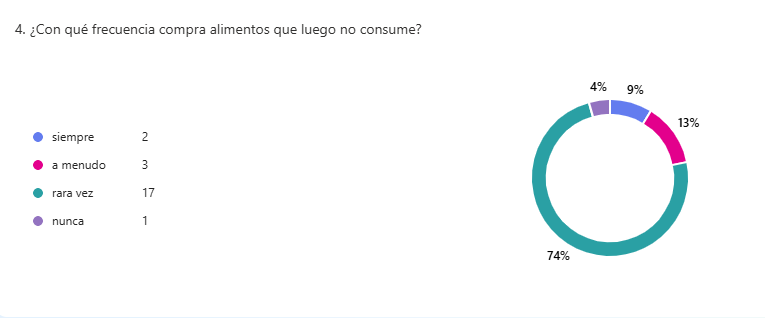 4. ¿Con qué frecuencia compra alimentos que luego no consume?
siempre 2
a menudo 3
rara vez 17
nunca 1
4%
9%
13%
74%